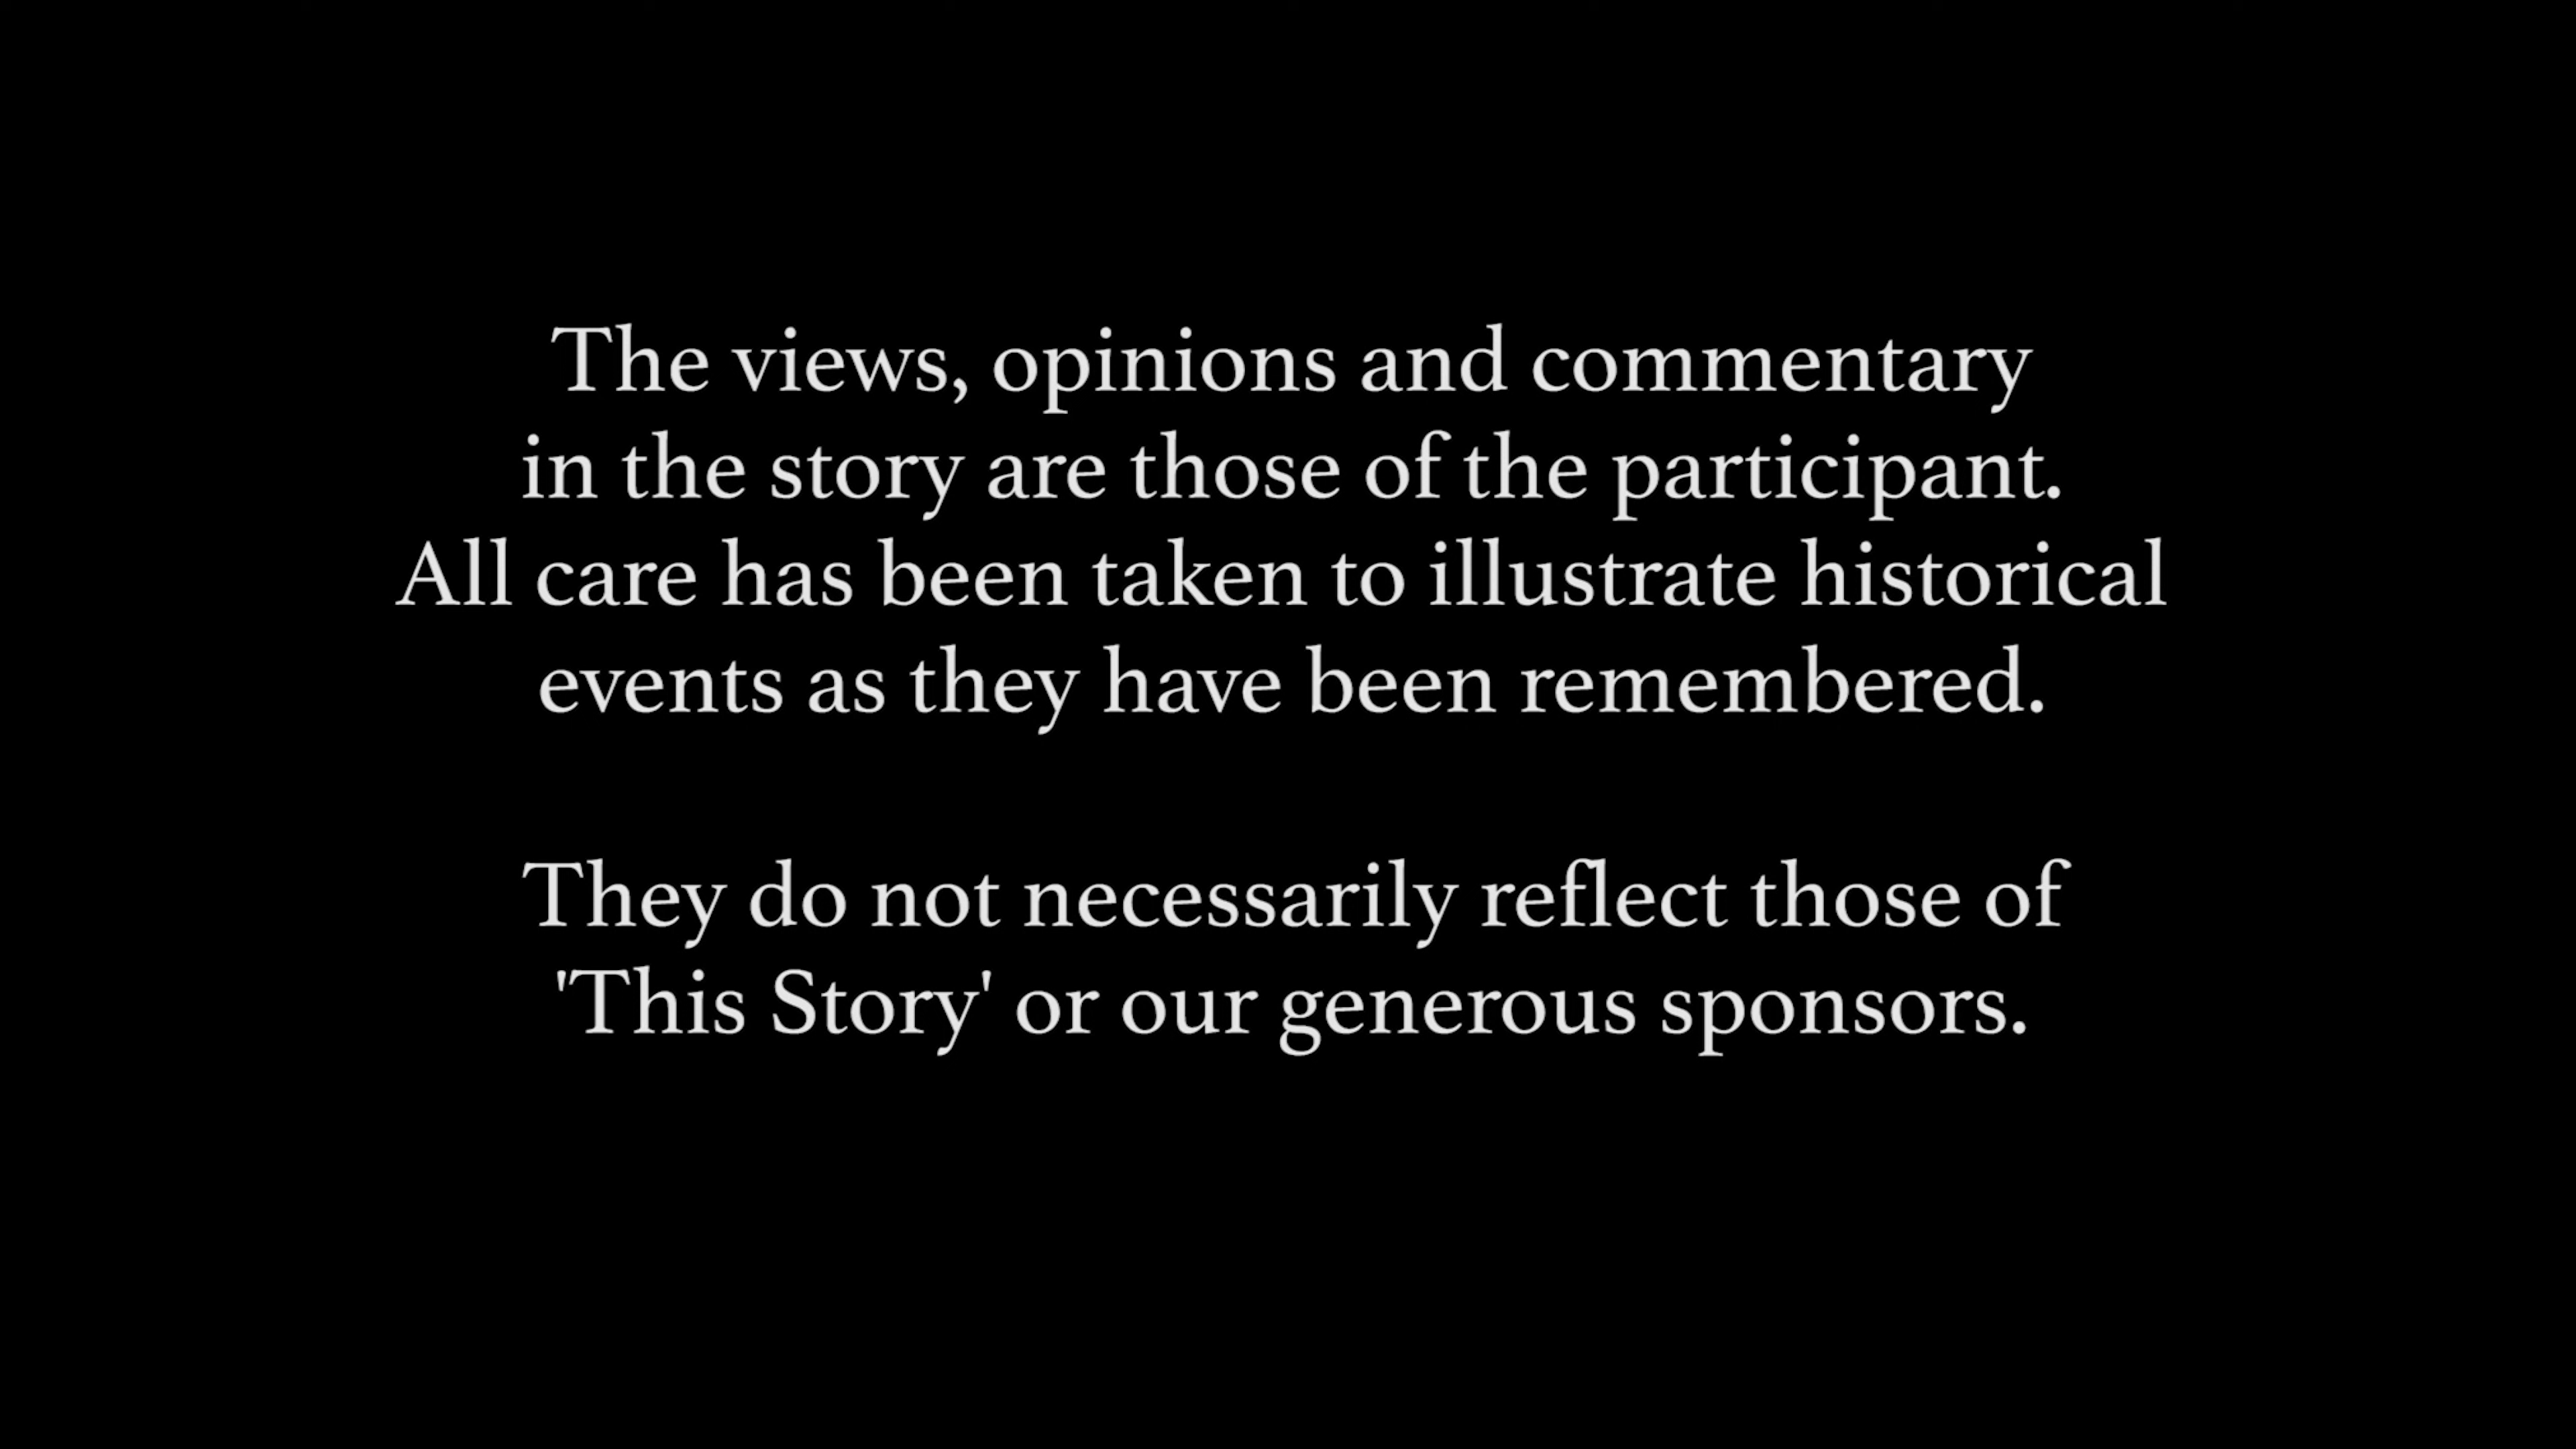 The views, opinions and commentary
in the story are those of the participant.
All care has been taken to illustrate historical
events as they have been remembered.
They do not necessarily reflect those of
'This Story' or our generous sponsors.